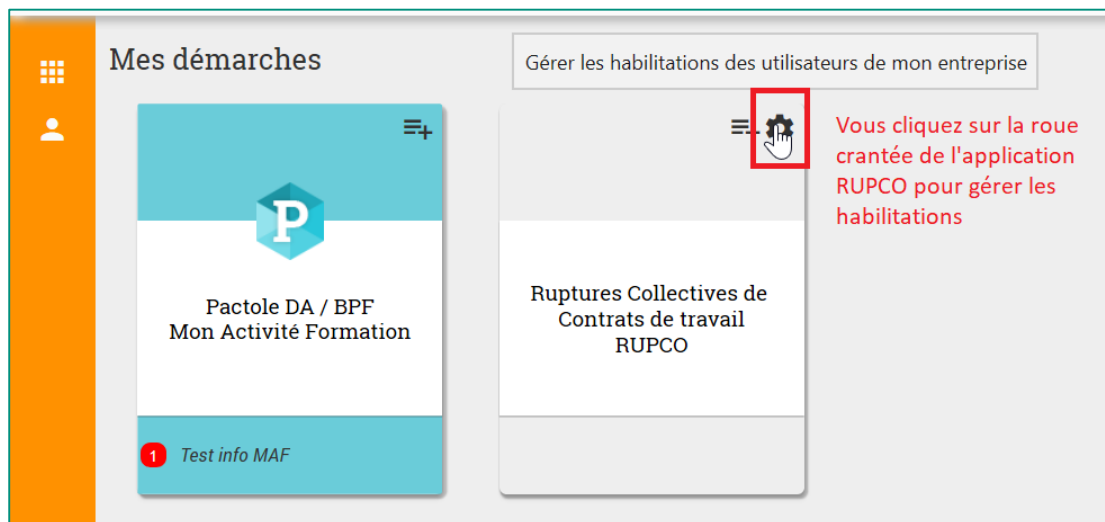 Mes démarches
Gérer les habilitations des utilisateurs de mon entreprise
Vous cliquez sur la roue
crantée de l'application
RUPCO pour gérer les
habilitations
P
Pactole DA / BPF
Mon Activité Formation
Ruptures Collectives de
Contrats de travail
RUPCO
1 Test info MAF